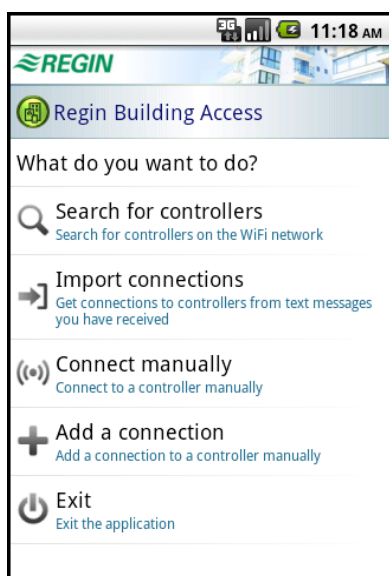 3G 11:18 AM
REGIN
Regin Building Access
What do you want to do?
Search for controllers
Search for controllers on the WiFi network
Import connections
Get connections to controllers from text messages
you have received
Connect manually
Connect to a controller manually
Add a connection
Add a connection to a controller manually
Exit
Exit the application